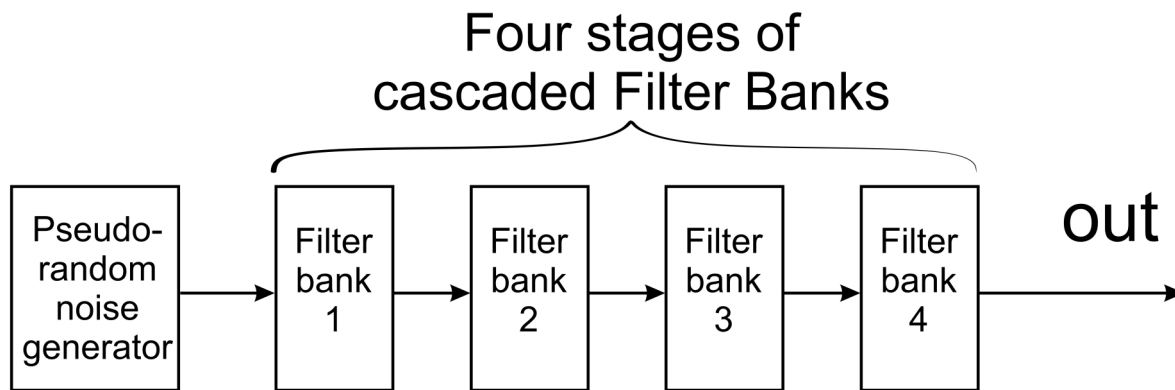 Four stages of
cascaded Filter Banks
Pseudo-
random
noise
generator
Filter
bank
1
Filter
bank
2
Filter
bank
3
Filter
bank
4
out